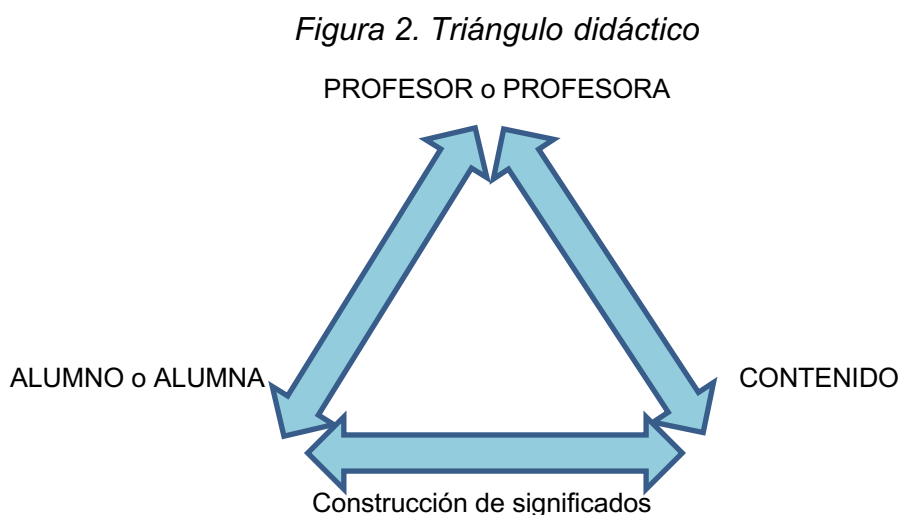 Figura 2. Triángulo didáctico
PROFESOR o PROFESORA
ALUMNO o ALUMNA
CONTENIDO
Construcción de significados